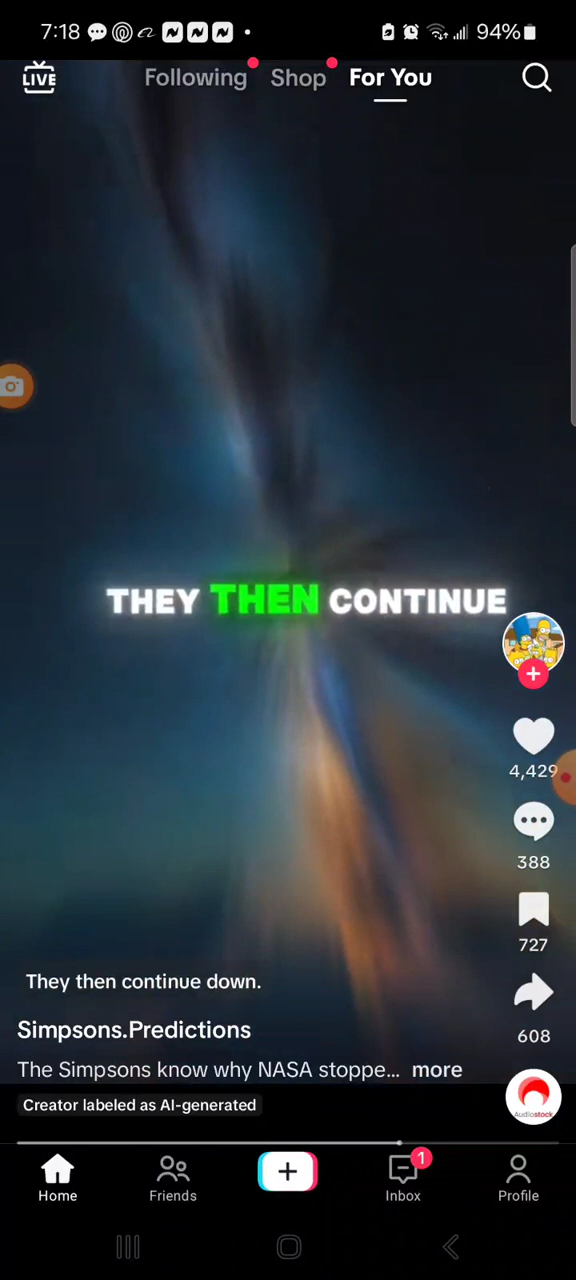 7:18
94%
LIVE
Following
Shop
For You
THEY THEN CONTINUE
4,429
388
727
They then continue down.
608
Simpsons.Predictions
The Simpsons know why NASA stoppe... more
Creator labeled as AI-generated
Audiostock
1
Home
Friends
Inbox
Profile